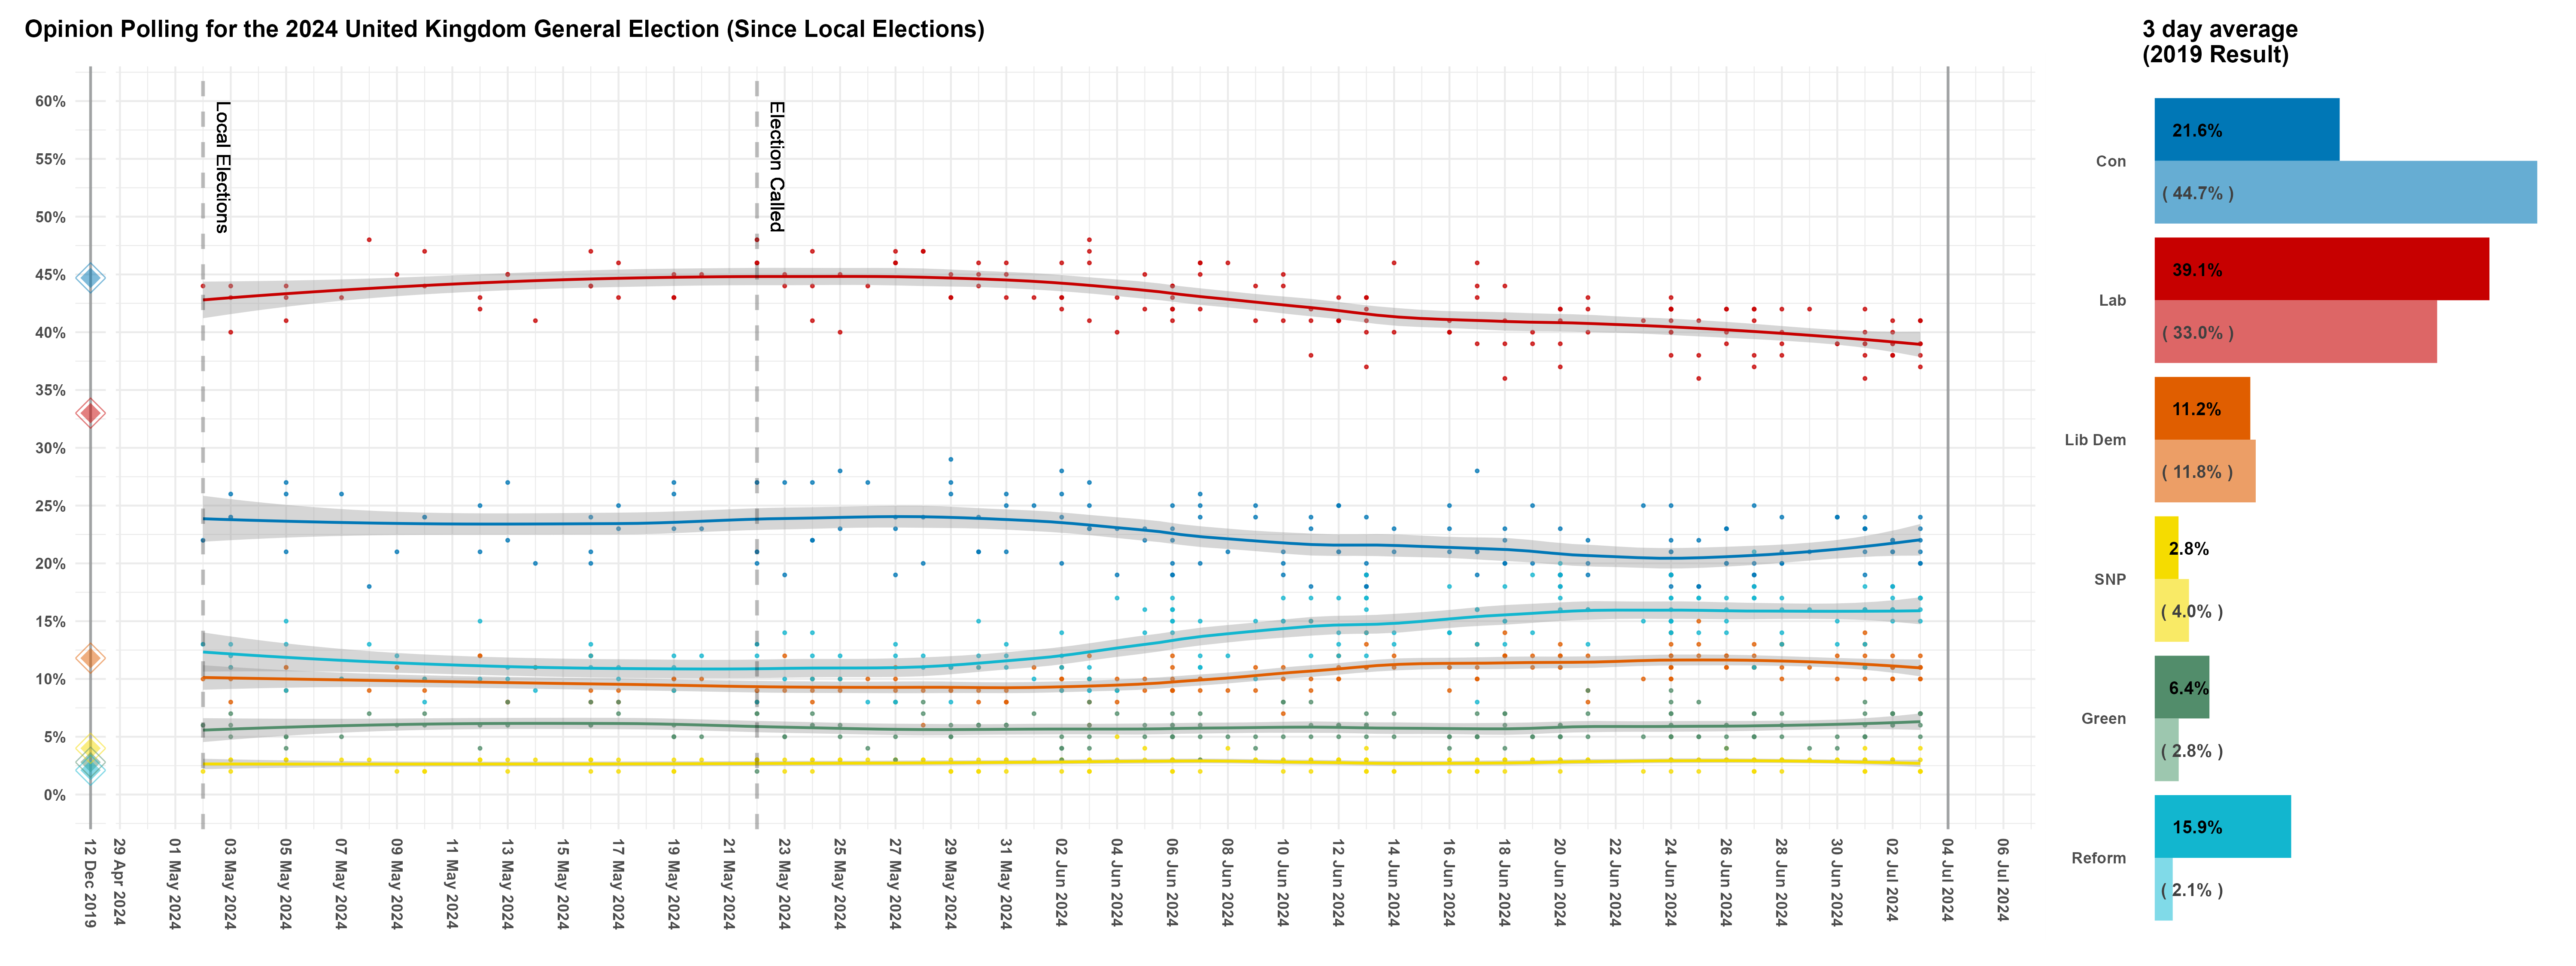 Opinion Polling for the 2024 United Kingdom General Election (Since Local Elections)
60%
55%
50%
45%
40%
35%
30%
25%
20%
15%
10%
5%
0%
Local Elections
Election Called
12 Dec 2019
29 Apr 2024
01 May 2024
03 May 2024
05 May 2024
07 May 2024
09 May 2024
11 May 2024
13 May 2024
15 May 2024
17 May 2024
19 May 2024
21 May 2024
23 May 2024
25 May 2024
27 May 2024
29 May 2024
31 May 2024
02 Jun 2024
04 Jun 2024
06 Jun 2024
08 Jun 2024
10 Jun 2024
12 Jun 2024
14 Jun 2024
16 Jun 2024
18 Jun 2024
20 Jun 2024
22 Jun 2024
24 Jun 2024
26 Jun 2024
28 Jun 2024
30 Jun 2024
02 Jul 2024
04 Jul 2024
06 Jul 2024
3 day average
(2019 Result)
Con
21.6%
( 44.7% )
Lab
39.1%
( 33.0% )
Lib Dem
11.2%
( 11.8% )
SNP
2.8%
( 4.0% )
Green
6.4%
( 2.8% )
Reform
15.9%
( 2.1% )